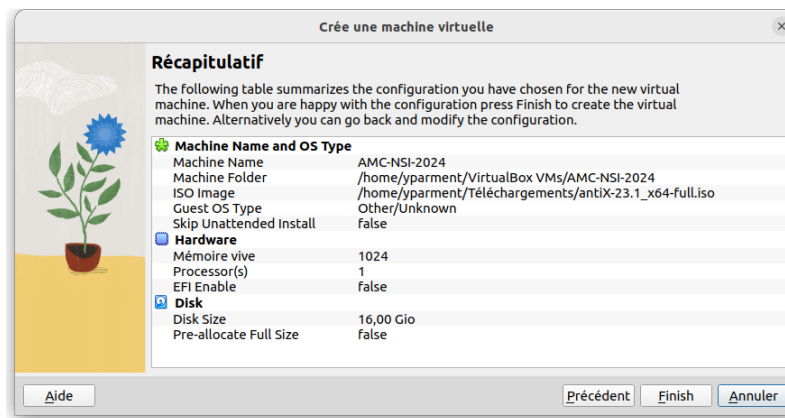 Crée une machine virtuelle
Récapitulatif
The following table summarizes the configuration you have chosen for the new virtual
machine. When you are happy with the configuration press Finish to create the virtual
machine. Alternatively you can go back and modify the configuration.
Machine Name and OS Type
Machine Name AMC-NSI-2024
Machine Folder /home/yparment/VirtualBox VMs/AMC-NSI-2024
ISO Image /home/yparment/Téléchargements/antiX-23.1_x64-full.iso
Guest OS Type Other/Unknown
Skip Unattended Install false
Hardware
Mémoire vive 1024
Processor(s) 1
EFI Enable false
Disk
Disk Size 16,00 Gio
Pre-allocate Full Size false
Aide Précédent Finish Annuler